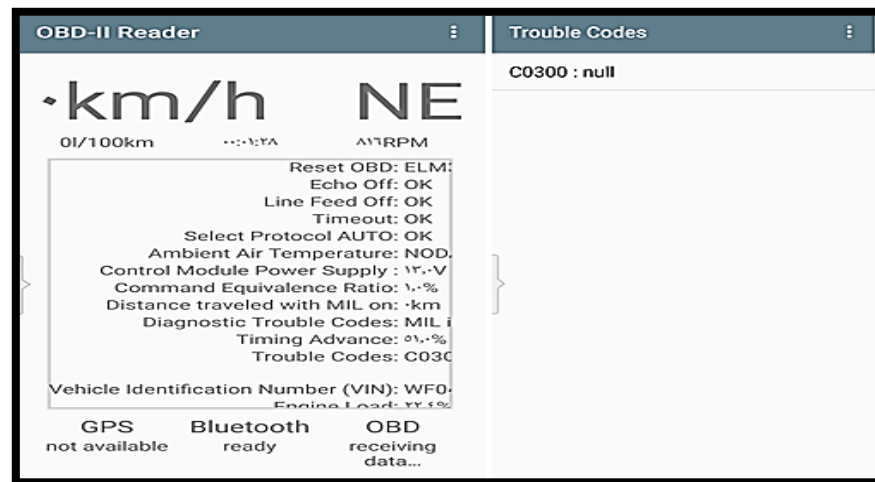 OBD-II Reader
٠km/h NE
0l/100km ٠٠:٠١:٢٨ ٨١٦RPM
Reset OBD: ELM
Echo Off: OK
Line Feed Off: OK
Timeout: OK
Select Protocol AUTO: OK
Ambient Air Temperature: NOD
Control Module Power Supply : ١٣,٠V
Command Equivalence Ratio: ١,٠%
Distance traveled with MIL on: ٠km
Diagnostic Trouble Codes: MIL i
Timing Advance: ٥١,٠%
Trouble Codes: C030
Vehicle Identification Number (VIN): WF0
Engine Load: ٢٢,٤%
GPS Bluetooth OBD
not available ready receiving
data...
Trouble Codes
C0300 : null